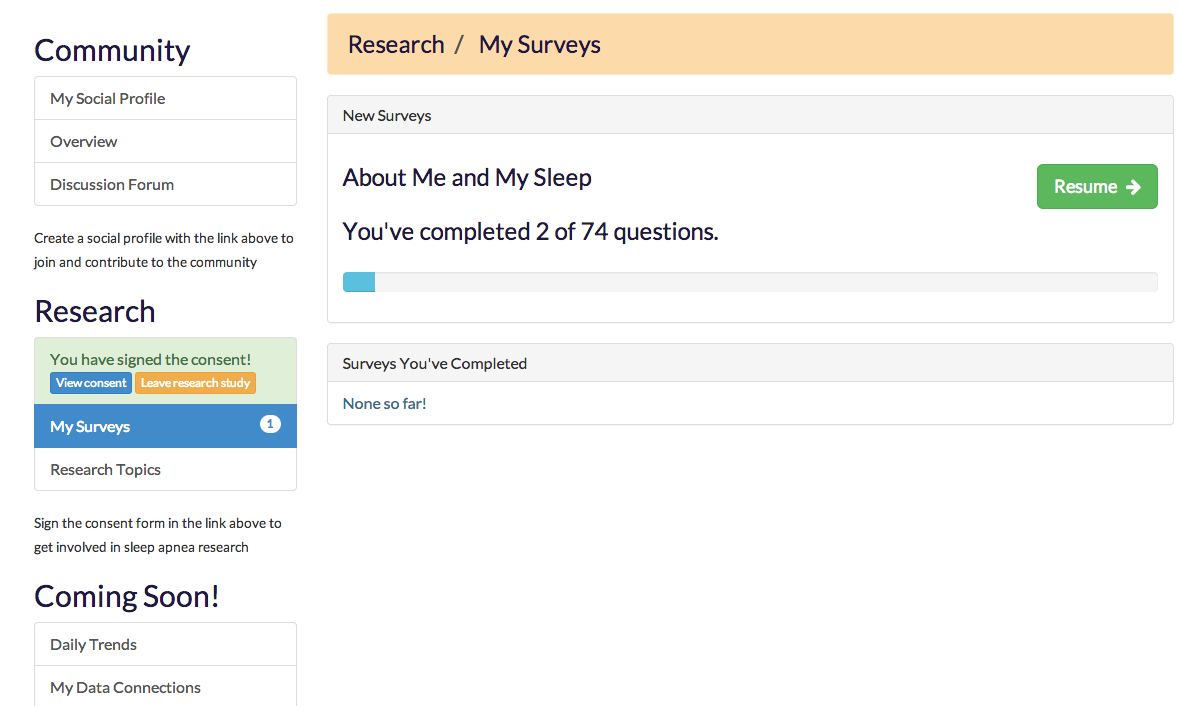 Community
My Social Profile
Overview
Discussion Forum
Create a social profile with the link above to
join and contribute to the community
Research
You have signed the consent!
View consent Leave research study
My Surveys 1
Research Topics
Sign the consent form in the link above to
get involved in sleep apnea research
Coming Soon!
Daily Trends
My Data Connections
Research / My Surveys
New Surveys
About Me and My Sleep
Resume
You've completed 2 of 74 questions.
Surveys You've Completed
None so far!